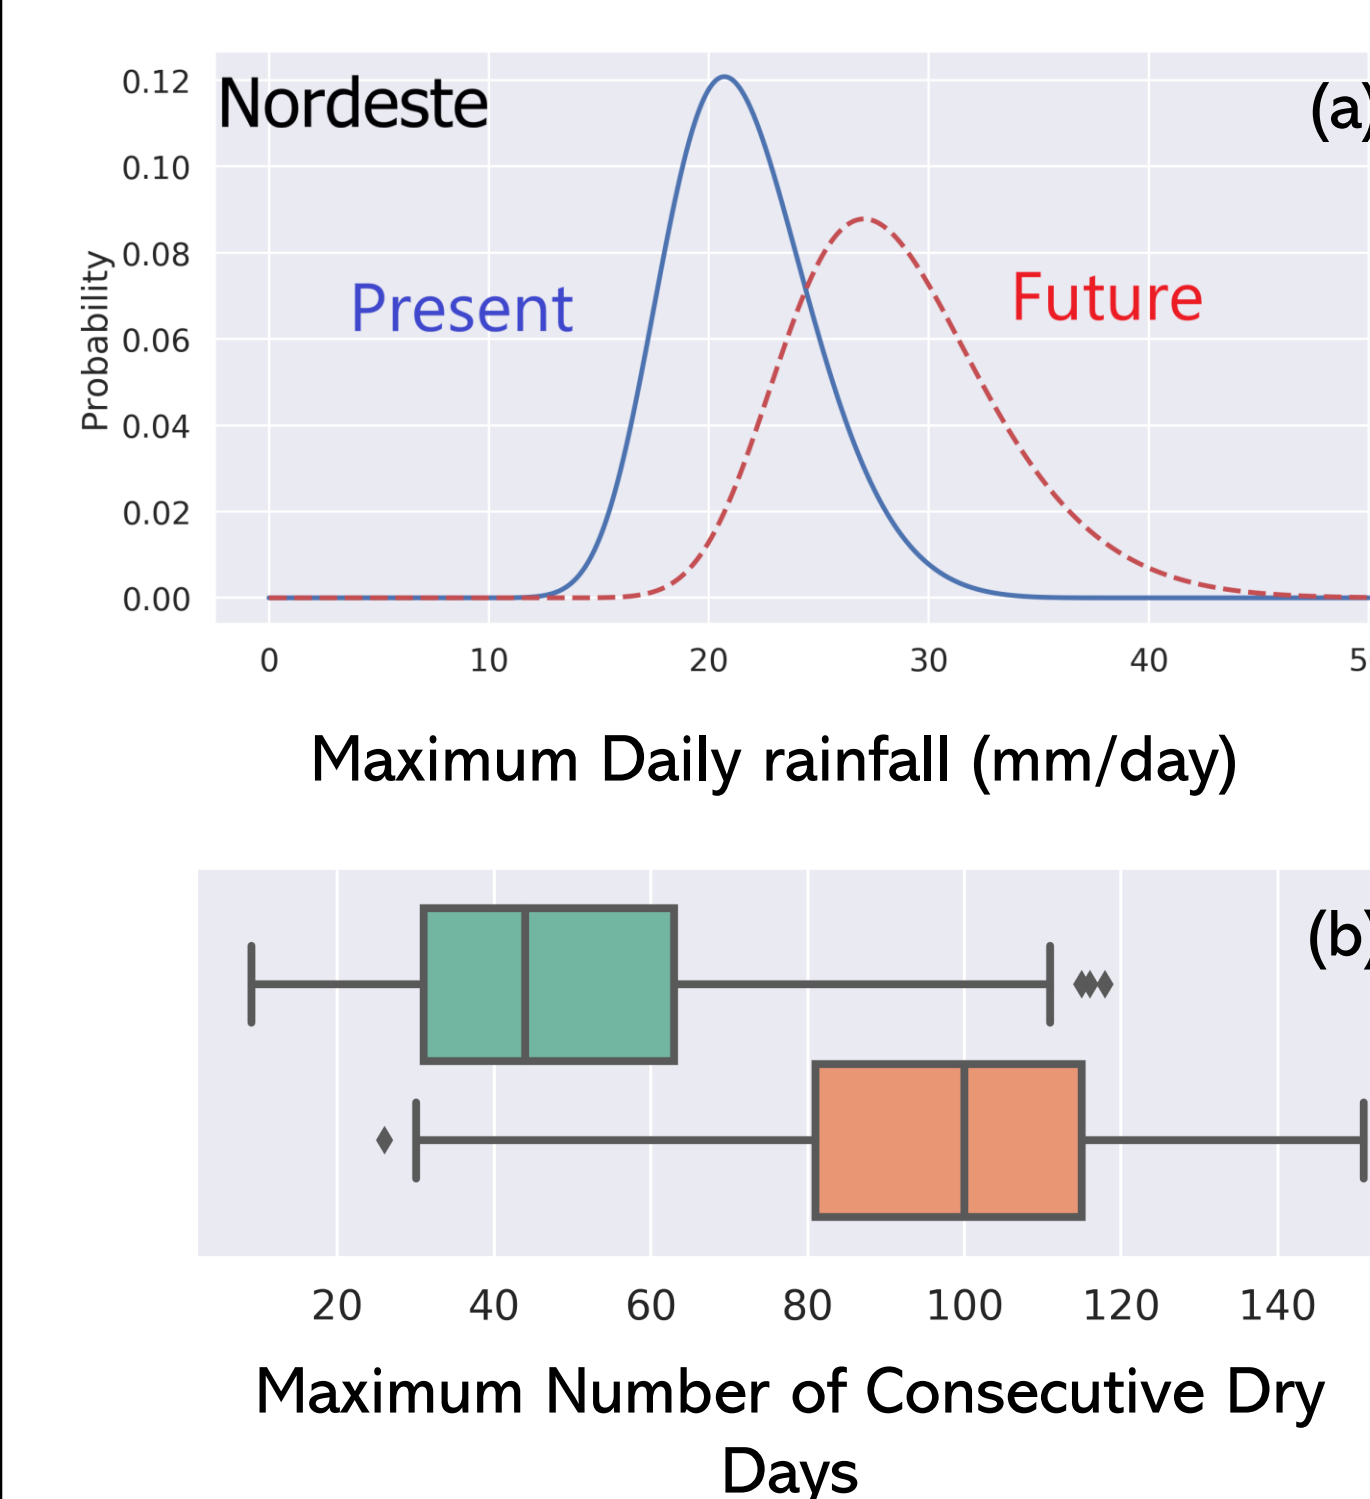 Nordeste
(a)
0.12
0.10
0.08
0.06
0.04
0.02
0.00
Probability
Present
Future
0 10 20 30 40 5
Maximum Daily rainfall (mm/day)
(b)
20 40 60 80 100 120 140
Maximum Number of Consecutive Dry
Days